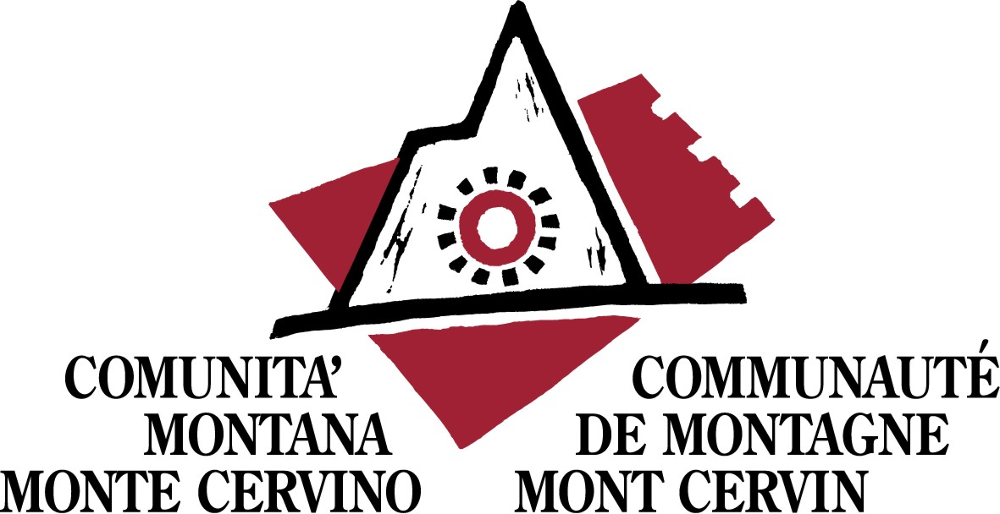 COMUNITA’
MONTANA
MONTE CERVINO
COMMUNAUTÉ
DE MONTAGNE
MONT CERVIN